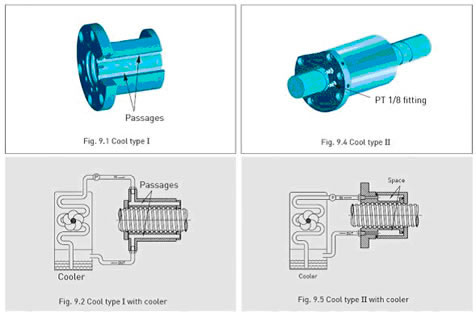 Passages
Fig. 9.1 Cool type I
PT 1/8 fitting
Fig. 9.4 Cool type II
Passages
Cooler
Fig. 9.2 Cool type I with cooler
Space
Cooler
Fig. 9.5 Cool type II with cooler